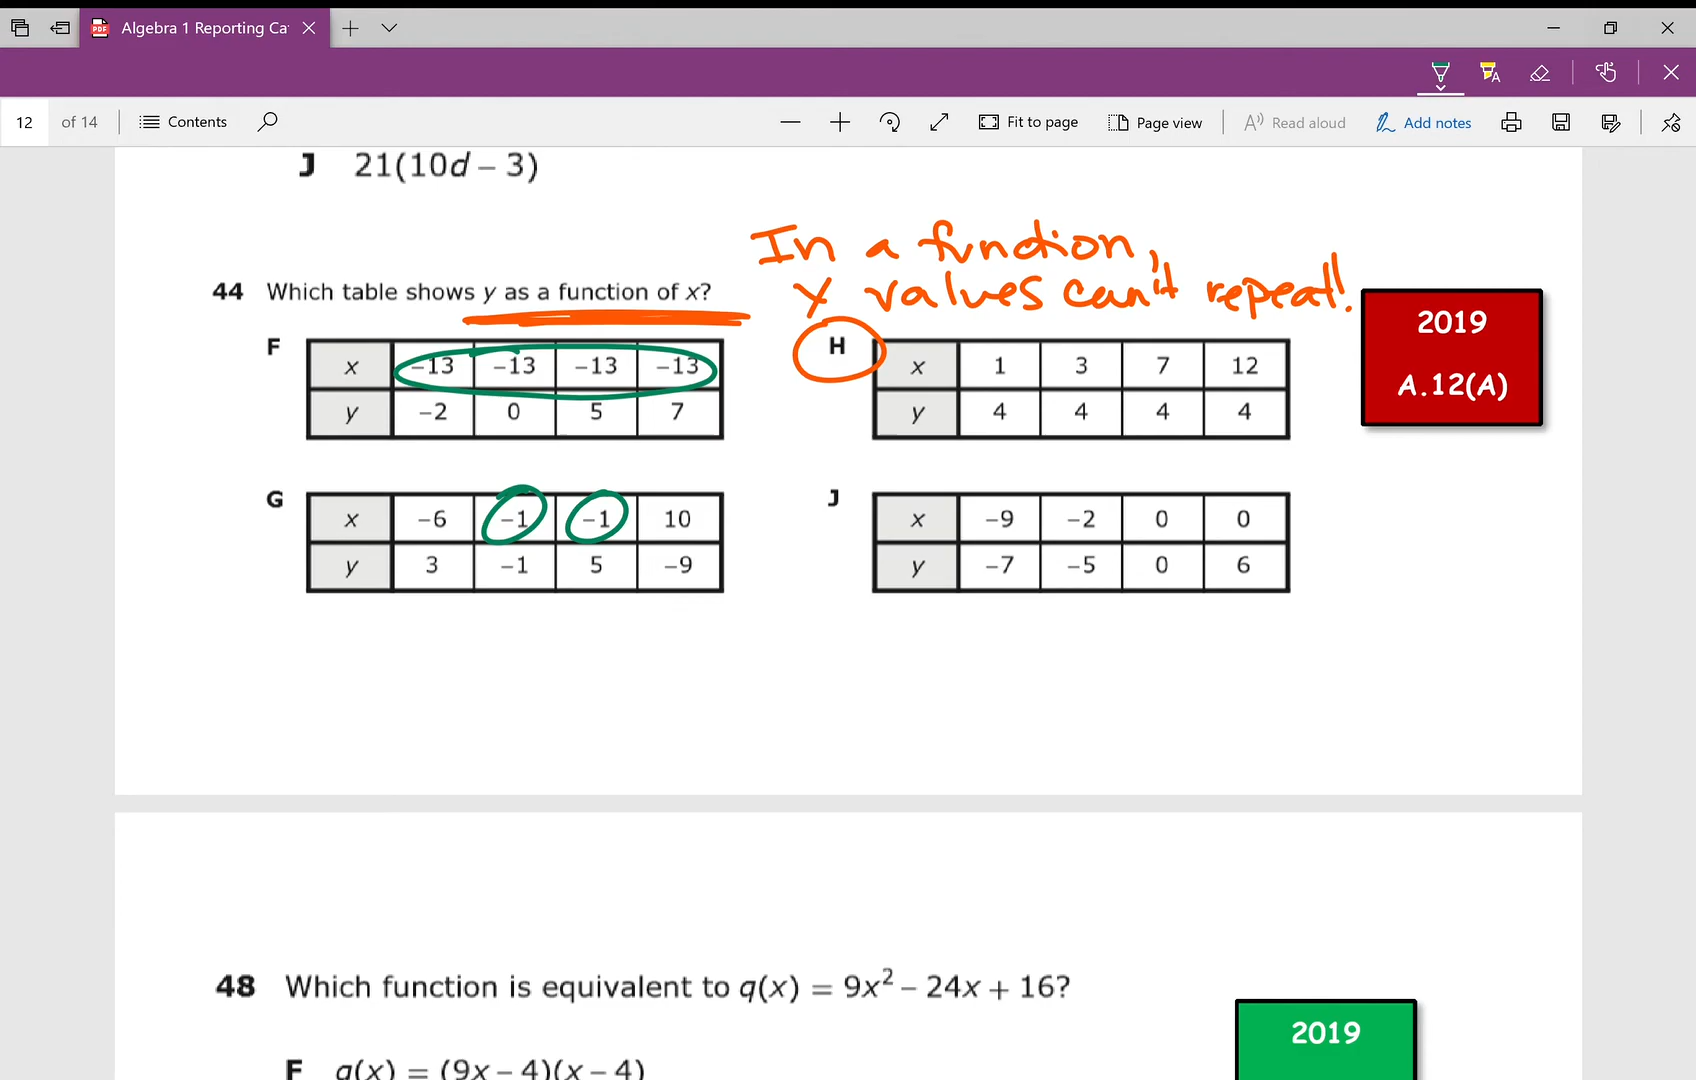 Algebra 1 Reporting Ca
12 of 14 Contents Fit to page Page view Read aloud Add notes
J 21(10d – 3)
In a function,
y values can't repeat!
44 Which table shows y as a function of x?
F
x –13 –13 –13 –13
y –2 0 5 7
H
x 1 3 7 12
y 4 4 4 4
2019
A.12(A)
G
x –6 –1 –1 10
y 3 –1 5 –9
J
x –9 –2 0 0
y –7 –5 0 6
48 Which function is equivalent to q(x) = 9x² – 24x + 16?
2019
F q(x) = (9x – 4)(x – 4)